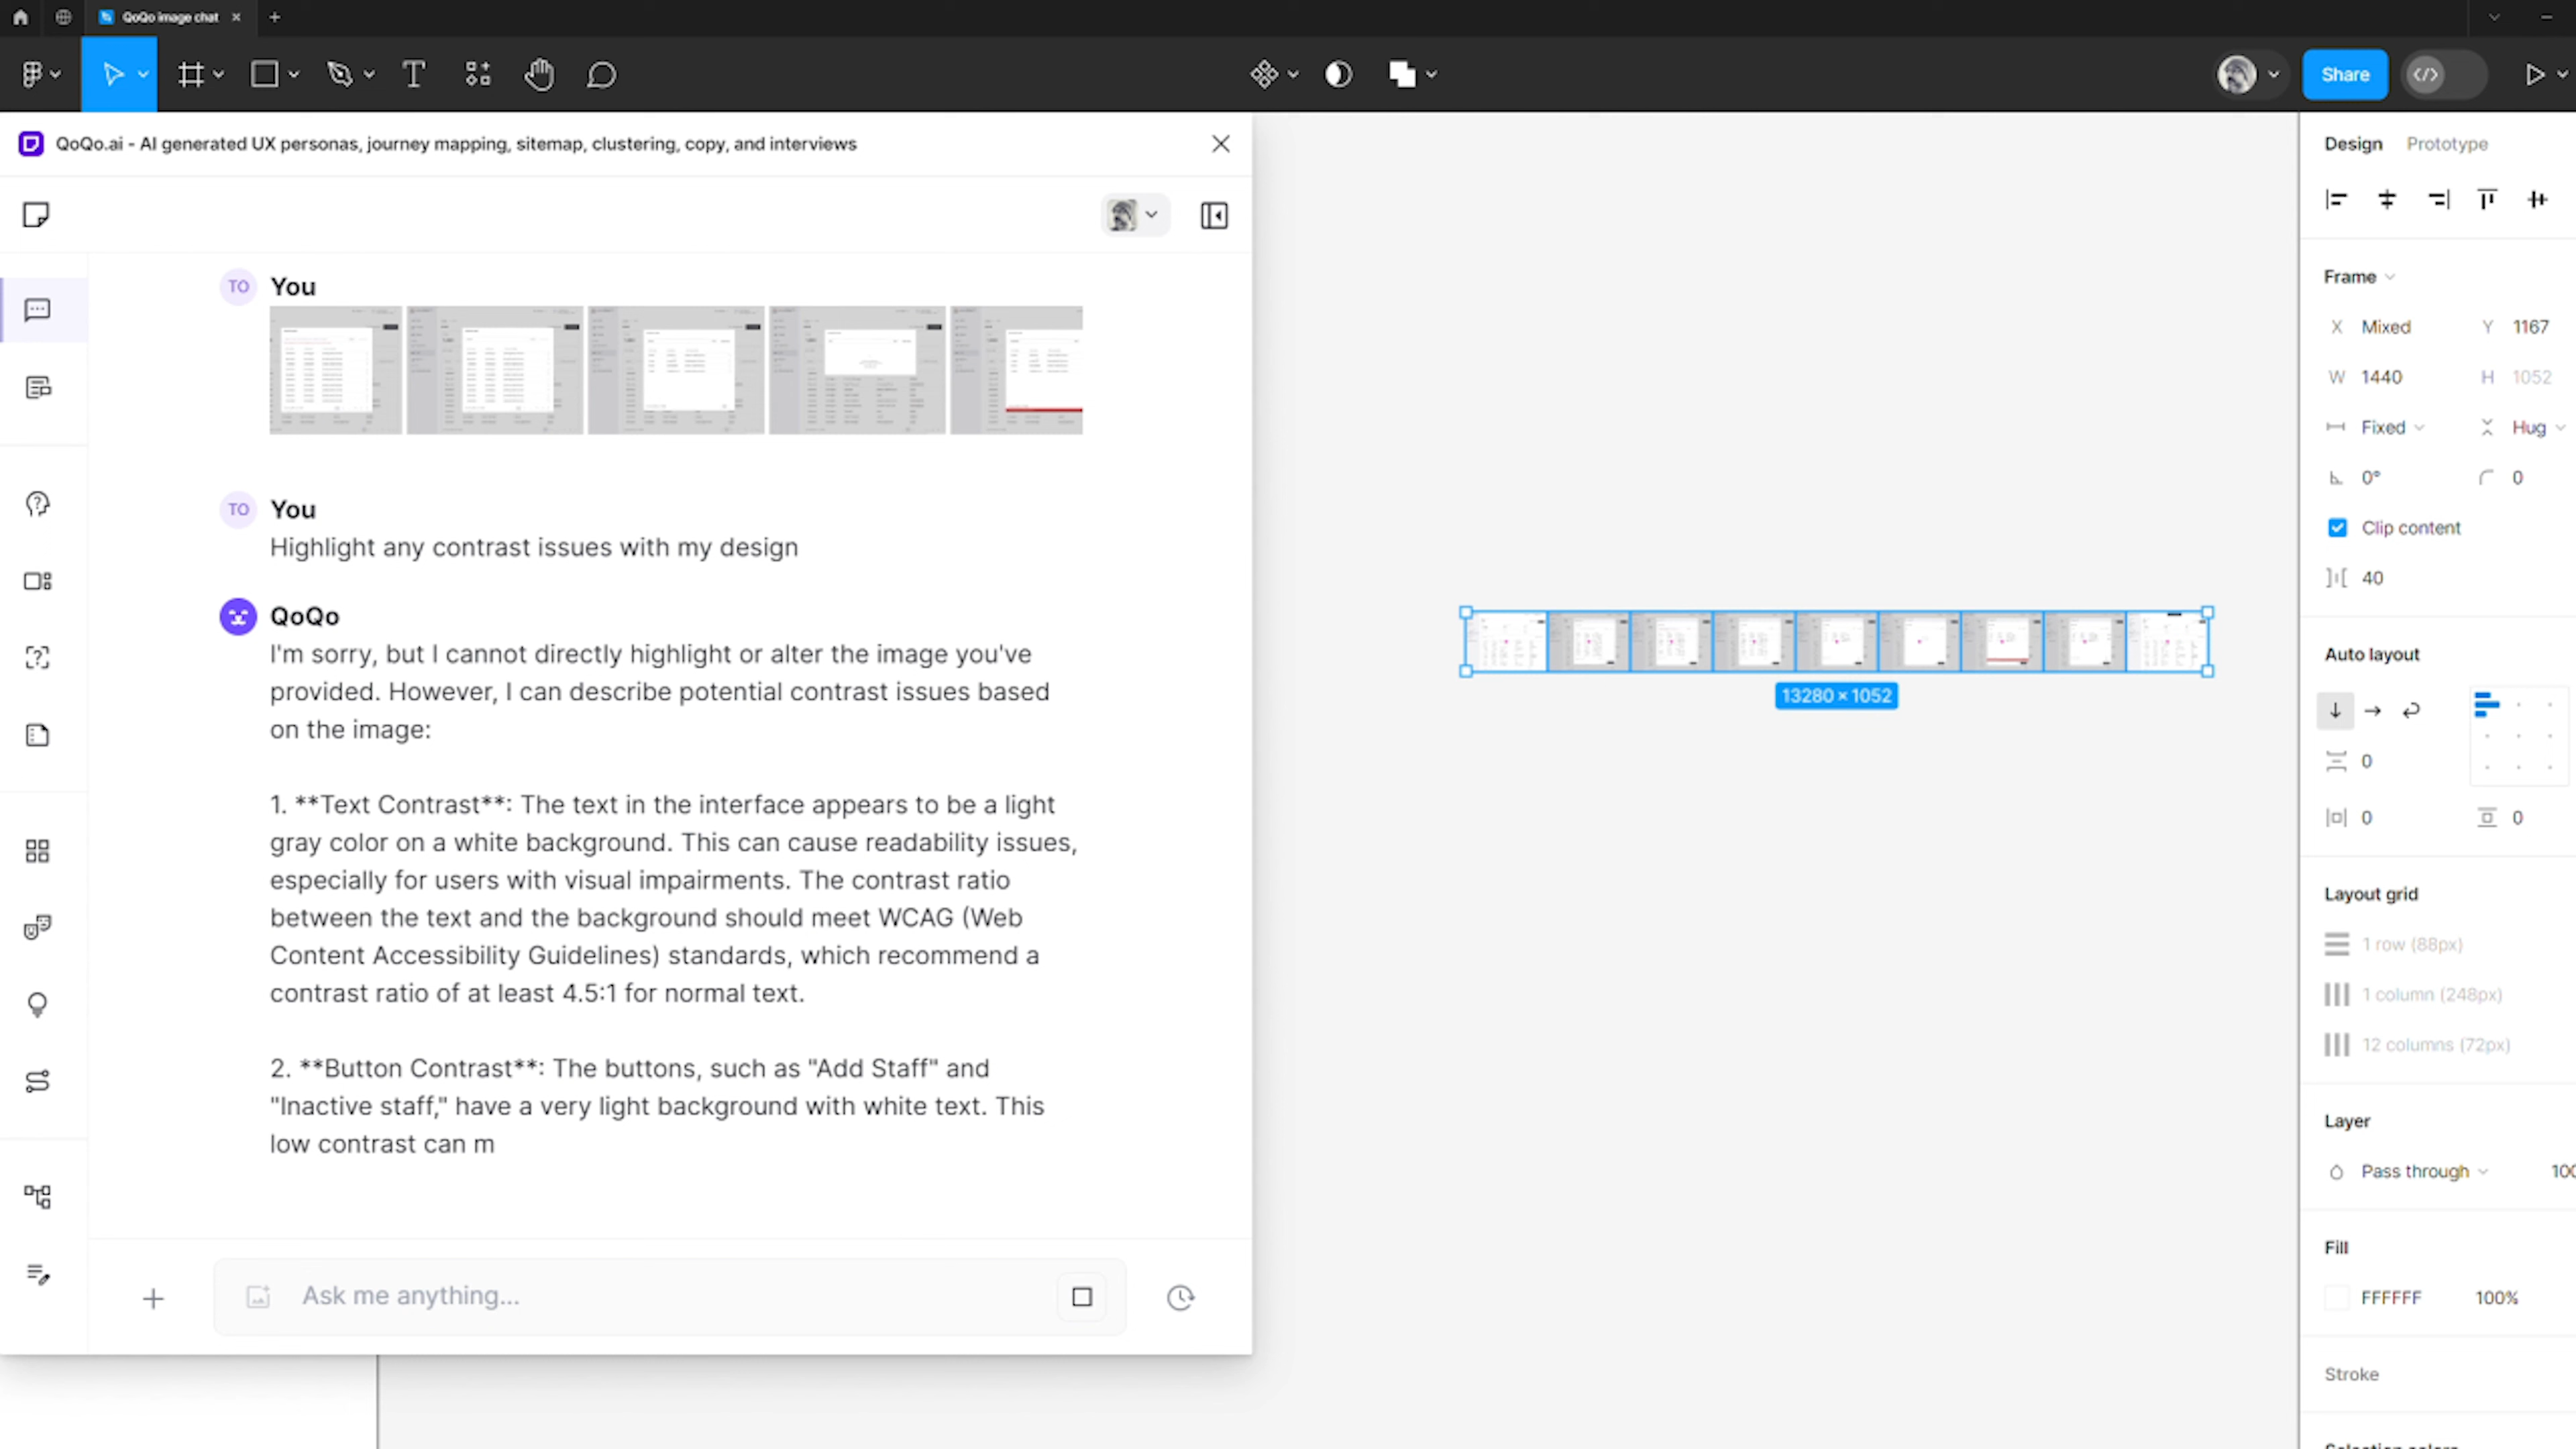 QoQo image chat
Share
QoQo.ai - AI generated UX personas, journey mapping, sitemap, clustering, copy, and interviews
TO You
TO You
Highlight any contrast issues with my design
QoQo
I'm sorry, but I cannot directly highlight or alter the image you've
provided. However, I can describe potential contrast issues based
on the image:
1. **Text Contrast**: The text in the interface appears to be a light
gray color on a white background. This can cause readability issues,
especially for users with visual impairments. The contrast ratio
between the text and the background should meet WCAG (Web
Content Accessibility Guidelines) standards, which recommend a
contrast ratio of at least 4.5:1 for normal text.
2. **Button Contrast**: The buttons, such as "Add Staff" and
"Inactive staff," have a very light background with white text. This
low contrast can m
Ask me anything...
13280 × 1052
Design Prototype
Frame
X Mixed Y 1167
W 1440 H 1052
Fixed Hug
0° 0
Clip content
40
Auto layout
0
0 0
Layout grid
1 row (88px)
1 column (248px)
12 columns (72px)
Layer
Pass through 100
Fill
FFFFFF 100%
Stroke